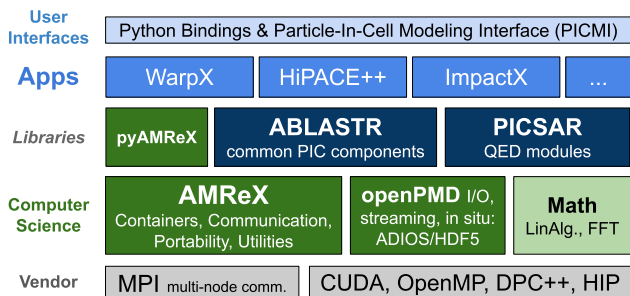 User
Interfaces
Python Bindings & Particle-In-Cell Modeling Interface (PICMI)
Apps
WarpX
HiPACE++
ImpactX
...
Libraries
pyAMReX
ABLASTR
common PIC components
PICSAR
QED modules
Computer
Science
AMReX
Containers, Communication,
Portability, Utilities
openPMD I/O,
streaming, in situ:
ADIOS/HDF5
Math
LinAlg., FFT
Vendor
MPI multi-node comm.
CUDA, OpenMP, DPC++, HIP